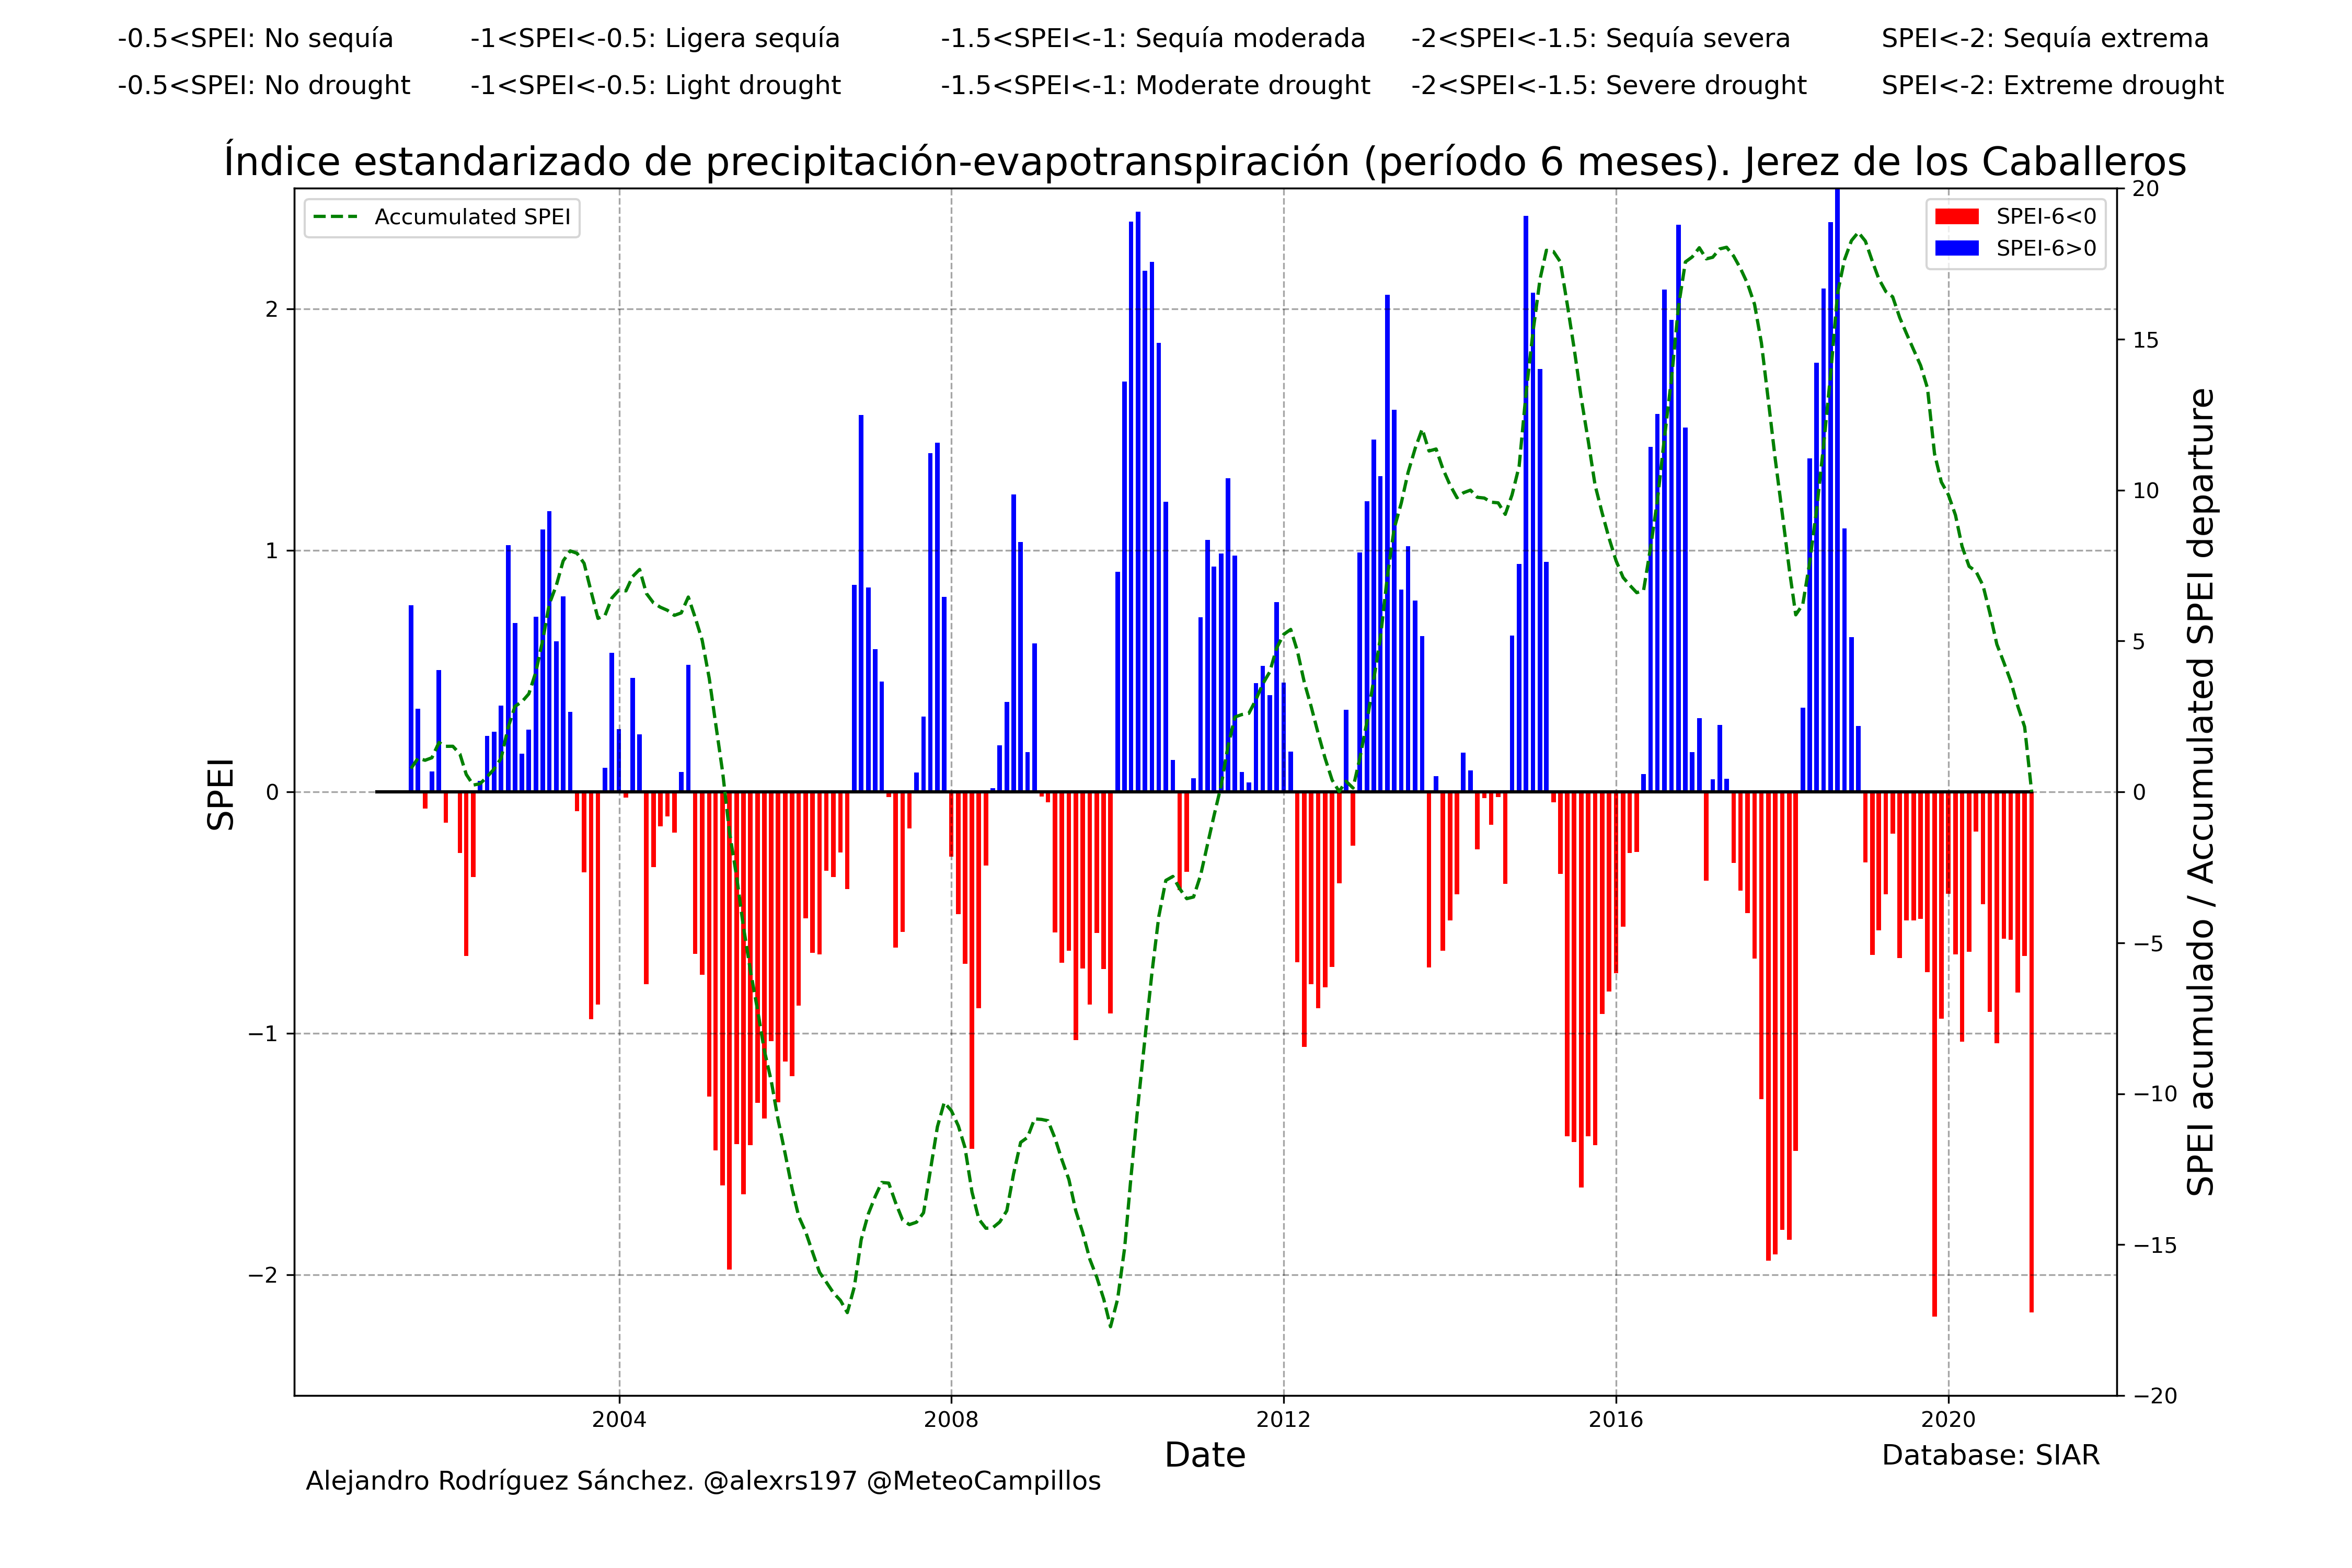 -0.5<SPEI: No sequía -1<SPEI<-0.5: Ligera sequía -1.5<SPEI<-1: Sequía moderada -2<SPEI<-1.5: Sequía severa SPEI<-2: Sequía extrema
-0.5<SPEI: No drought -1<SPEI<-0.5: Light drought -1.5<SPEI<-1: Moderate drought -2<SPEI<-1.5: Severe drought SPEI<-2: Extreme drought
Índice estandarizado de precipitación-evapotranspiración (período 6 meses). Jerez de los Caballeros
Accumulated SPEI
SPEI-6<0
SPEI-6>0
SPEI
2
1
0
−1
−2
20
15
10
5
0
−5
−10
−15
−20
SPEI acumulado / Accumulated SPEI departure
2004 2008 2012 2016 2020
Date
Database: SIAR
Alejandro Rodríguez Sánchez. @alexrs197 @MeteoCampillos